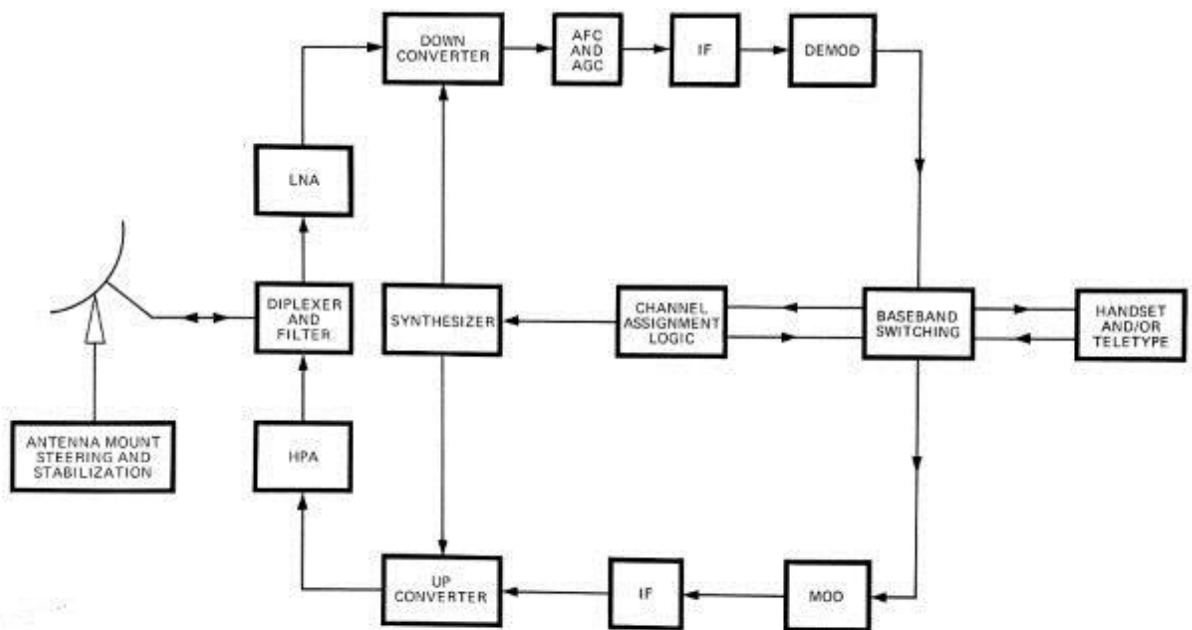 DOWN
CONVERTER
AFC
AND
AGC
IF
DEMOD
LNA
DIPLEXER
AND
FILTER
SYNTHESIZER
CHANNEL
ASSIGNMENT
LOGIC
BASEBAND
SWITCHING
HANDSET
AND/OR
TELETYPE
ANTENNA MOUNT
STEERING AND
STABILIZATION
HPA
UP
CONVERTER
IF
MOD